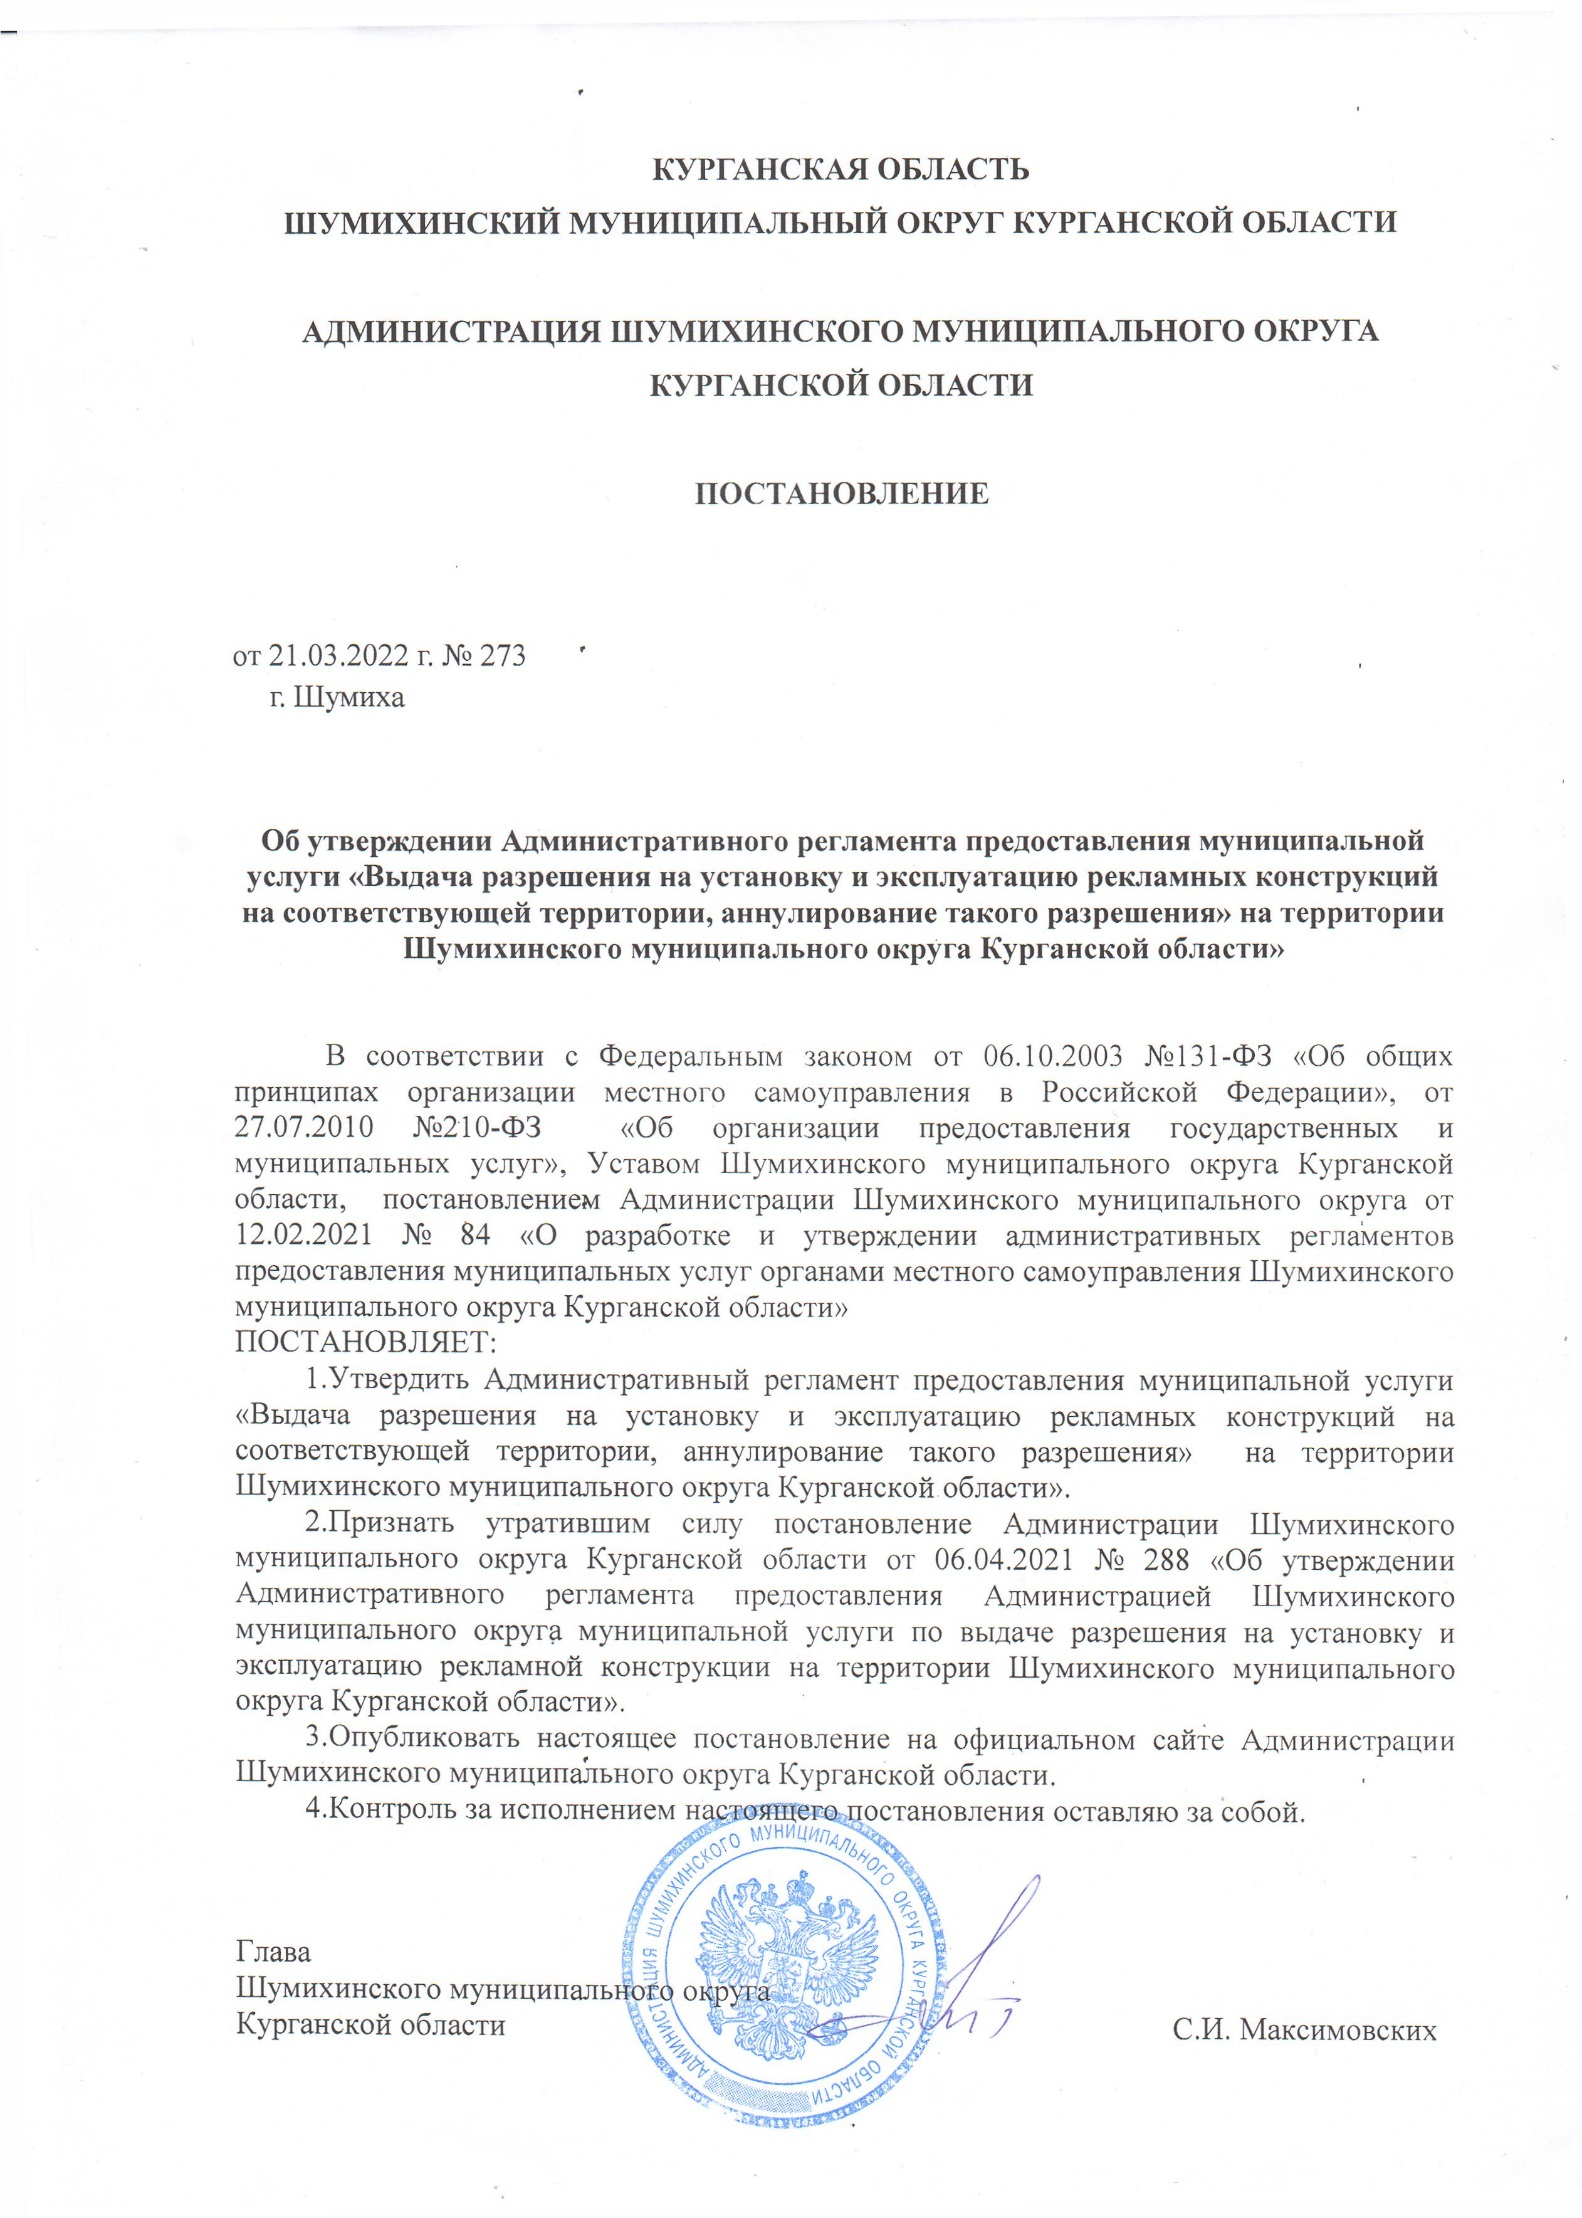 КУРГАНСКАЯ ОБЛАСТЬ
ШУМИХИНСКИЙ МУНИЦИПАЛЬНЫЙ ОКРУГ КУРГАНСКОЙ ОБЛАСТИ
АДМИНИСТРАЦИЯ ШУМИХИНСКОГО МУНИЦИПАЛЬНОГО ОКРУГА
КУРГАНСКОЙ ОБЛАСТИ
ПОСТАНОВЛЕНИЕ
от 21.03.2022 г. № 273
г. Шумиха
Об утверждении Административного регламента предоставления муниципальной
услуги «Выдача разрешения на установку и эксплуатацию рекламных конструкций
на соответствующей территории, аннулирование такого разрешения» на территории
Шумихинского муниципального округа Курганской области»
В соответствии с Федеральным законом от 06.10.2003 №131-ФЗ «Об общих
принципах организации местного самоуправления в Российской Федерации», от
27.07.2010 №210-ФЗ «Об организации предоставления государственных и
муниципальных услуг», Уставом Шумихинского муниципального округа Курганской
области, постановлением Администрации Шумихинского муниципального округа от
12.02.2021 № 84 «О разработке и утверждении административных регламентов
предоставления муниципальных услуг органами местного самоуправления Шумихинского
муниципального округа Курганской области»
ПОСТАНОВЛЯЕТ:
1.Утвердить Административный регламент предоставления муниципальной услуги
«Выдача разрешения на установку и эксплуатацию рекламных конструкций на
соответствующей территории, аннулирование такого разрешения» на территории
Шумихинского муниципального округа Курганской области».
2.Признать утратившим силу постановление Администрации Шумихинского
муниципального округа Курганской области от 06.04.2021 № 288 «Об утверждении
Административного регламента предоставления Администрацией Шумихинского
муниципального округа муниципальной услуги по выдаче разрешения на установку и
эксплуатацию рекламной конструкции на территории Шумихинского муниципального
округа Курганской области».
3.Опубликовать настоящее постановление на официальном сайте Администрации
Шумихинского муниципального округа Курганской области.
4.Контроль за исполнением настоящего постановления оставляю за собой.
АДМИНИСТРАЦИЯ ШУМИХИНСКОГО МУНИЦИПАЛЬНОГО ОКРУГА КУРГАНСКОЙ ОБЛАСТИ
Глава
Шумихинского муниципального округа
Курганской области
С.И. Максимовских